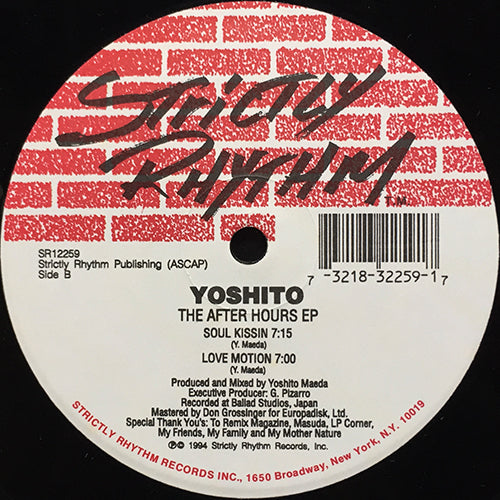 STRICTLY
RHYTHM
T.M.
SR12259
Strictly Rhythm Publishing (ASCAP)
Side B
7 -3218-32259-1 7
YOSHITO
THE AFTER HOURS EP
SOUL KISSIN 7:15
(Y. Maeda)
LOVE MOTION 7:00
(Y. Maeda)
Produced and Mixed by Yoshito Maeda
Executive Producer: G. Pizarro
Recorded at Ballad Studios, Japan
Mastered by Don Grossinger for Europadisk, Ltd.
Special Thank You's: To Remix Magazine, Masuda, LP Corner,
My Friends, My Family and My Mother Nature
℗© 1994 Strictly Rhythm Records, Inc.
STRICTLY RHYTHM RECORDS INC., 1650 Broadway, New York, N.Y. 10019